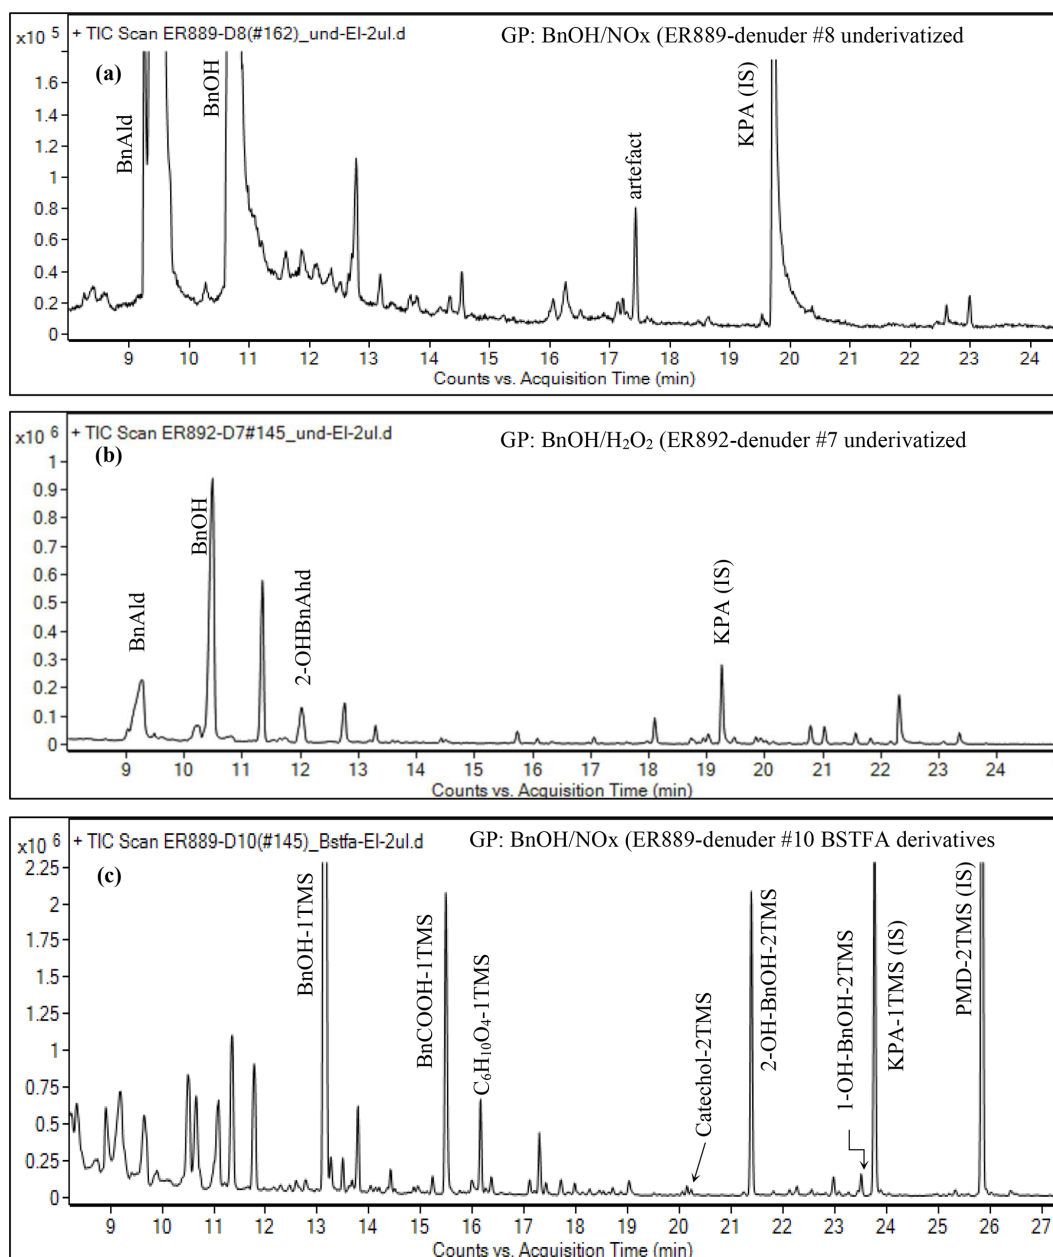 x10 5
+ TIC Scan ER889-D8(#162)_und-EI-2ul.d
GP: BnOH/NOx (ER889-denuder #8 underivatized
(a)
BnAld
BnOH
artefact
KPA (IS)
1.6
1.4
1.2
1
0.8
0.6
0.4
0.2
0
9 10 11 12 13 14 15 16 17 18 19 20 21 22 23 24
Counts vs. Acquisition Time (min)
x10 6
+ TIC Scan ER892-D7#145_und-EI-2ul.d
GP: BnOH/H₂O₂ (ER892-denuder #7 underivatized
(b)
BnAld
BnOH
2-OHBnAhd
KPA (IS)
1
0.9
0.8
0.7
0.6
0.5
0.4
0.3
0.2
0.1
0
9 10 11 12 13 14 15 16 17 18 19 20 21 22 23 24
Counts vs. Acquisition Time (min)
x10 6
+ TIC Scan ER889-D10(#145)_Bstfa-EI-2ul.d
GP: BnOH/NOx (ER889-denuder #10 BSTFA derivatives
(c)
BnOH-1TMS
BnCOOH-1TMS
C₆H₁₀O₄-1TMS
Catechol-2TMS
2-OH-BnOH-2TMS
1-OH-BnOH-2TMS
KPA-1TMS (IS)
PMD-2TMS (IS)
2.25
2
1.75
1.5
1.25
1
0.75
0.5
0.25
0
9 10 11 12 13 14 15 16 17 18 19 20 21 22 23 24 25 26 27
Counts vs. Acquisition Time (min)